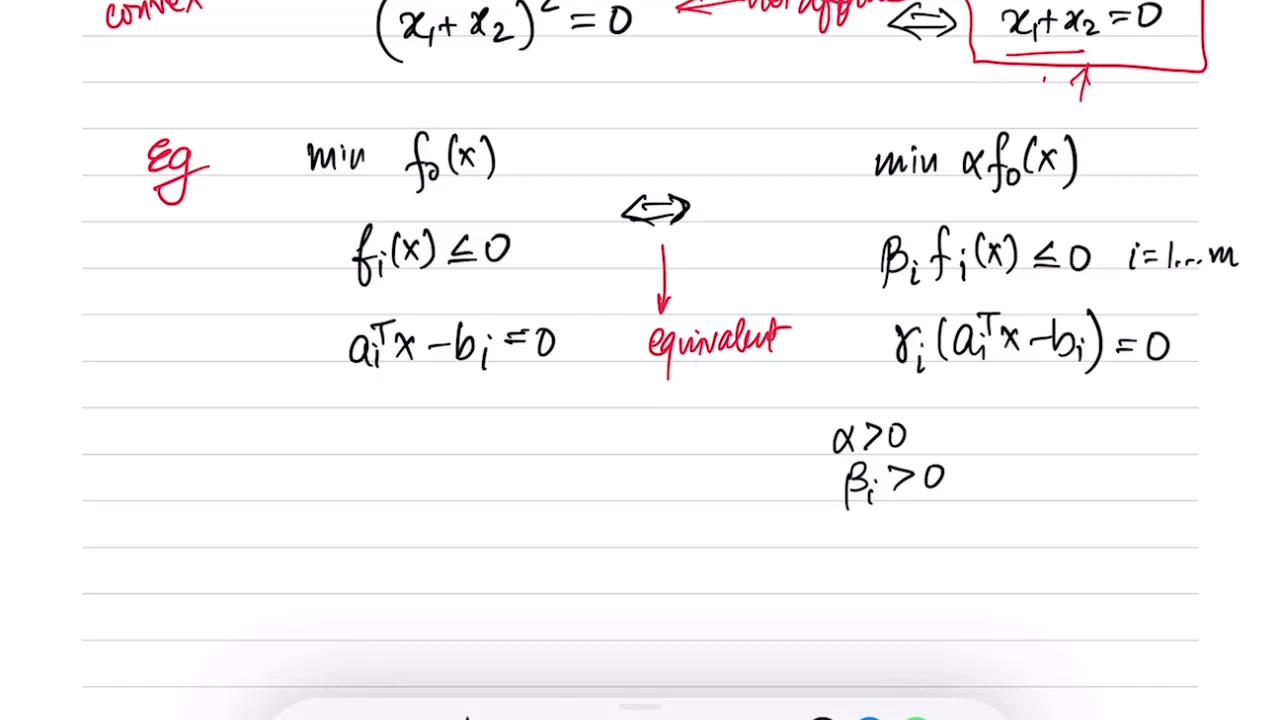 convex (x₁+x₂)² = 0 ⟸ ⟺ x₁+x₂=0
Eg min f₀(x) min αf₀(x)
⟺
fᵢ(x) ≤ 0 βᵢ fᵢ(x) ≤ 0 i=1...m
aᵢᵀx − bᵢ = 0 equivalent γᵢ(aᵢᵀx − bᵢ) = 0
α>0
βᵢ > 0